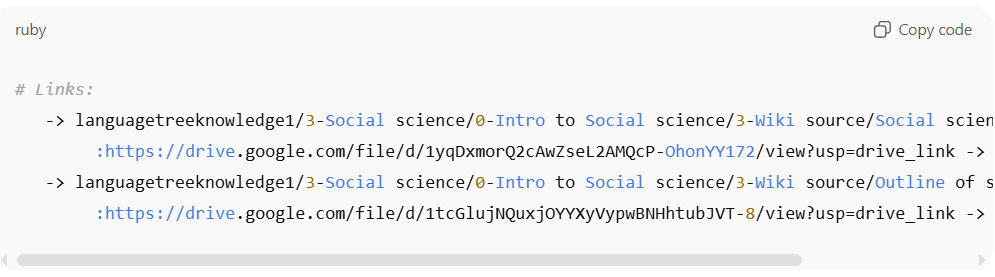 ruby
Copy code
# Links:
-> languagetreeknowledge1/3-Social science/0-Intro to Social science/3-Wiki source/Social scien
:https://drive.google.com/file/d/1yqDxmorQ2cAwZseL2AMQcP-OhonYY172/view?usp=drive_link ->
-> languagetreeknowledge1/3-Social science/0-Intro to Social science/3-Wiki source/Outline of s
:https://drive.google.com/file/d/1tcGlujNQuxjOYYXyVypwBNHhtubJVT-8/view?usp=drive_link ->